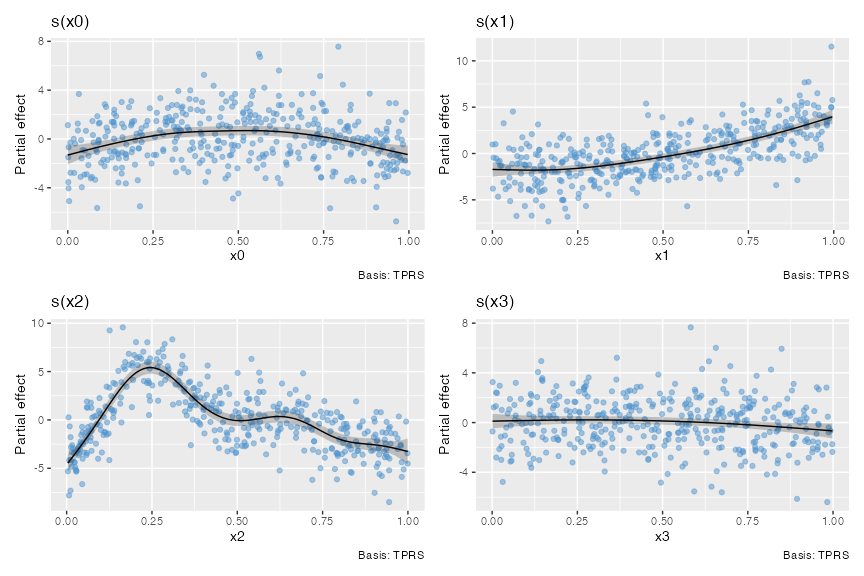 s(x0)
Partial effect
8
4
0
-4
0.00 0.25 0.50 0.75 1.00
x0
Basis: TPRS
s(x1)
Partial effect
10
5
0
-5
0.00 0.25 0.50 0.75 1.00
x1
Basis: TPRS
s(x2)
Partial effect
10
5
0
-5
0.00 0.25 0.50 0.75 1.00
x2
Basis: TPRS
s(x3)
Partial effect
8
4
0
-4
0.00 0.25 0.50 0.75 1.00
x3
Basis: TPRS